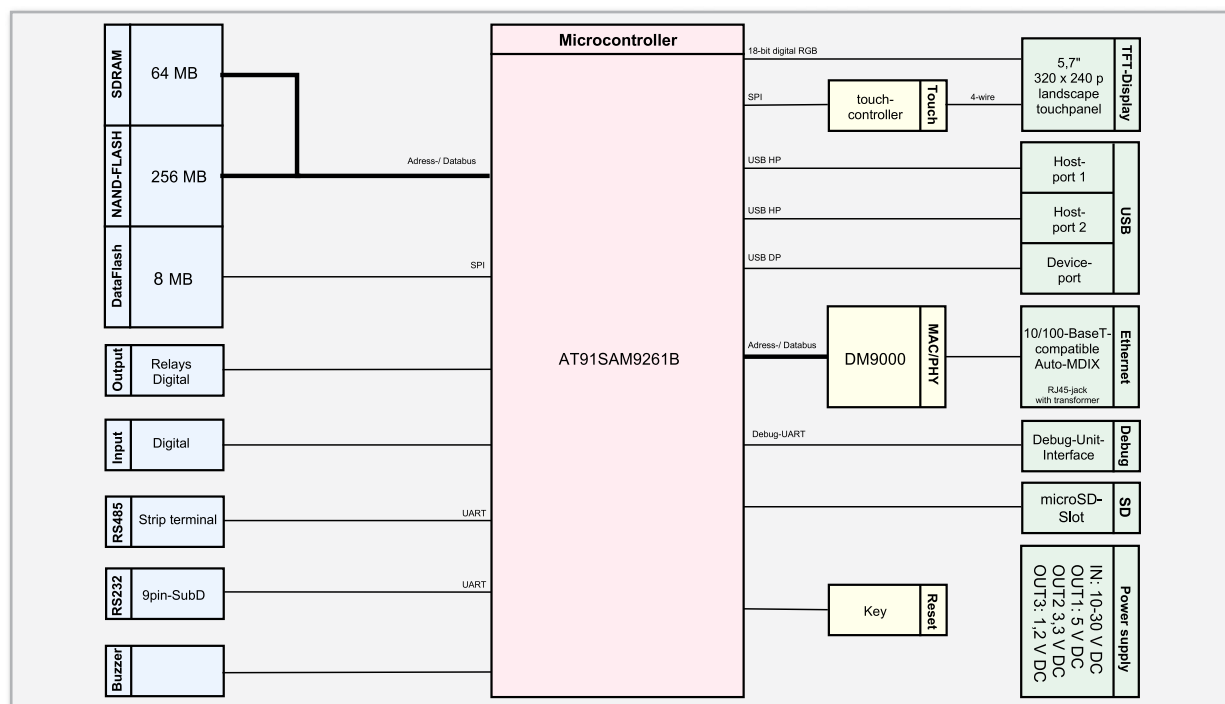 SDRAM
64 MB
NAND-FLASH
256 MB
DataFlash
8 MB
Adress-/ Databus
SPI
Output
Relays
Digital
Input
Digital
RS485
Strip terminal
UART
RS232
9pin-SubD
UART
Buzzer
Microcontroller
AT91SAM9261B
18-bit digital RGB
SPI
touch-
controller
Touch
4-wire
5,7"
320 x 240 p
landscape
touchpanel
TFT-Display
USB HP
Host-
port 1
USB HP
Host-
port 2
USB DP
Device-
port
USB
Adress-/ Databus
DM9000
MAC/PHY
10/100-BaseT-
compatible
Auto-MDIX
RJ45-jack
with transformer
Ethernet
Debug-UART
Debug-Unit-
Interface
Debug
microSD-
Slot
SD
Key
Reset
Power supply
IN: 10-30 V DC
OUT1: 5 V DC
OUT2 3,3 V DC
OUT3: 1,2 V DC